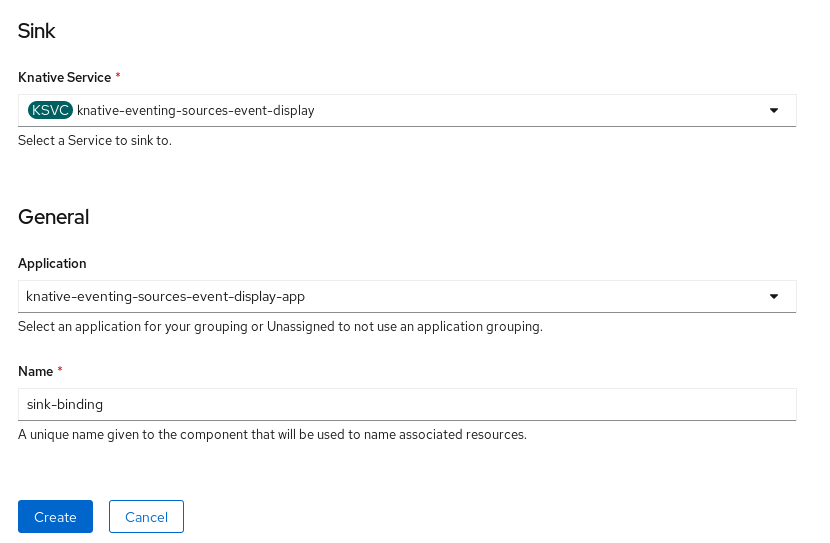 Sink
Knative Service *
KSVC knative-eventing-sources-event-display
Select a Service to sink to.
General
Application
knative-eventing-sources-event-display-app
Select an application for your grouping or Unassigned to not use an application grouping.
Name *
sink-binding
A unique name given to the component that will be used to name associated resources.
Create Cancel